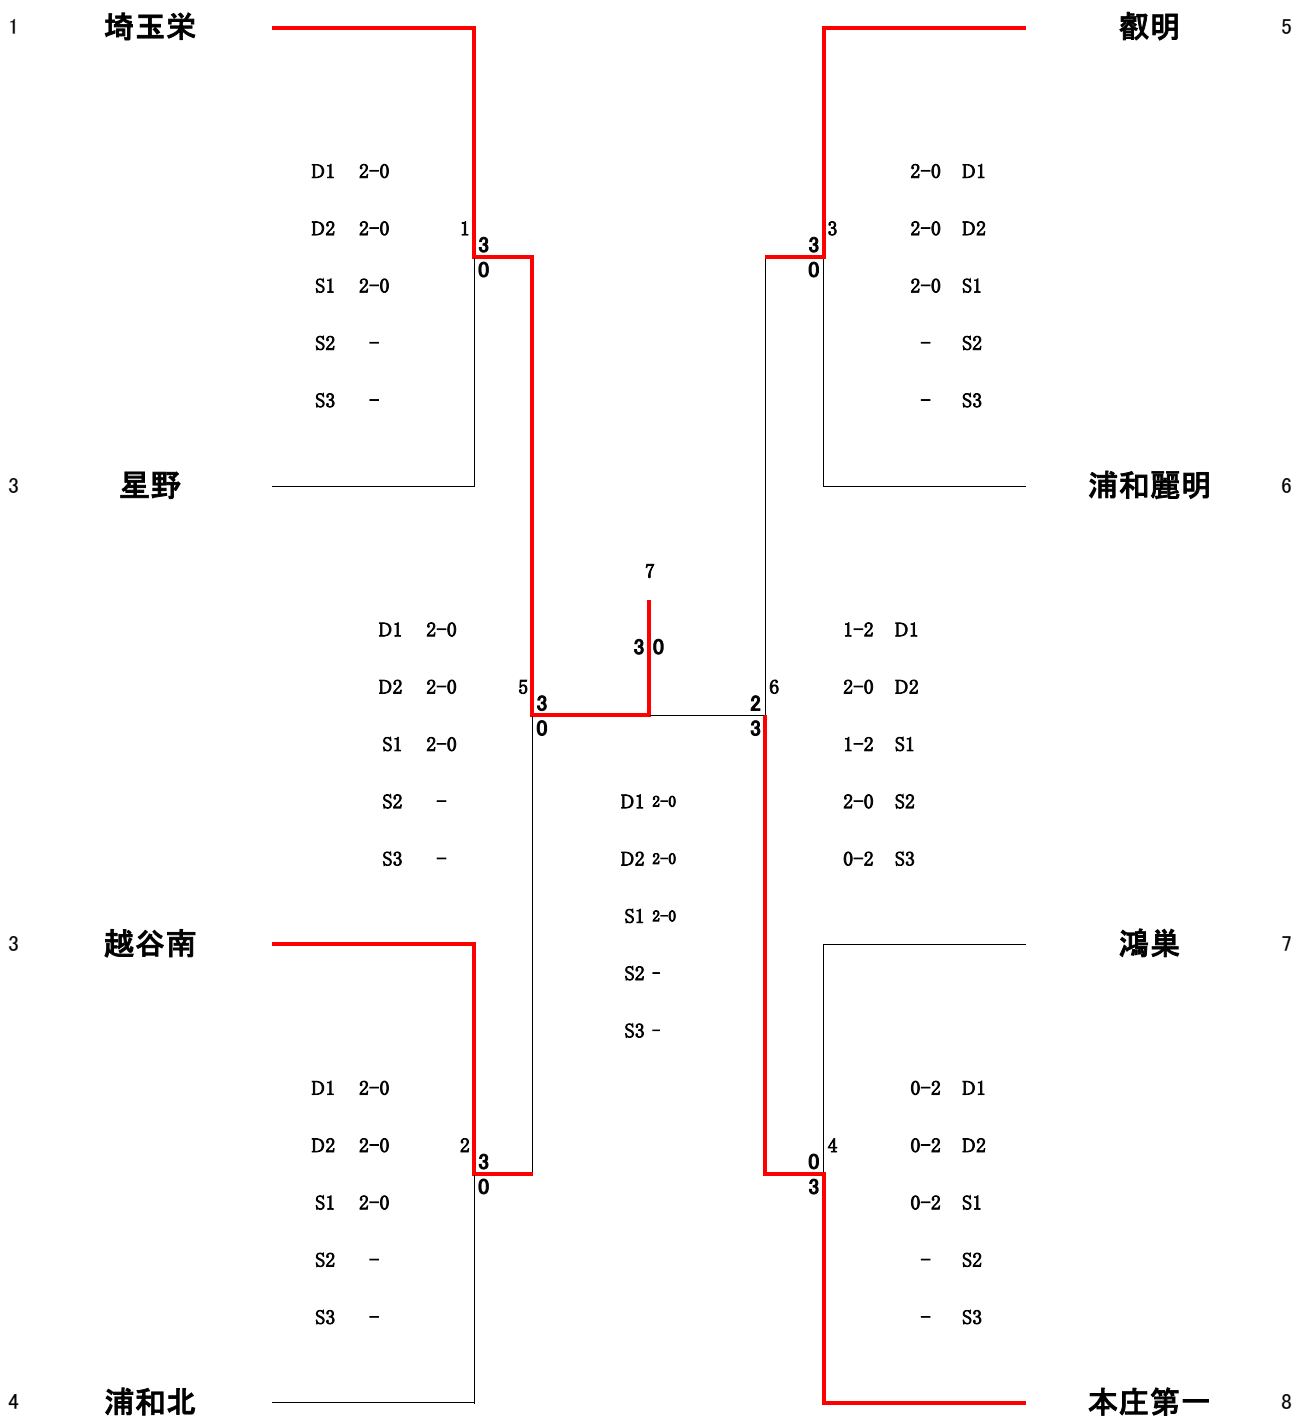 1 埼玉栄 叡明 5
D1 2-0 2-0 D1
D2 2-0 1 3 3 3 2-0 D2
0 0
S1 2-0 2-0 S1
S2 - - S2
S3 - - S3
3 星野 浦和麗明 6
7
D1 2-0 3 0 1-2 D1
D2 2-0 5 3 2 6 2-0 D2
0 3
S1 2-0 1-2 S1
S2 - D1 2-0 2-0 S2
S3 - D2 2-0 0-2 S3
S1 2-0
3 越谷南 鴻巣 7
S2 -
S3 -
D1 2-0 0-2 D1
D2 2-0 2 3 0 4 0-2 D2
0 3
S1 2-0 0-2 S1
S2 - - S2
S3 - - S3
4 浦和北 本庄第一 8